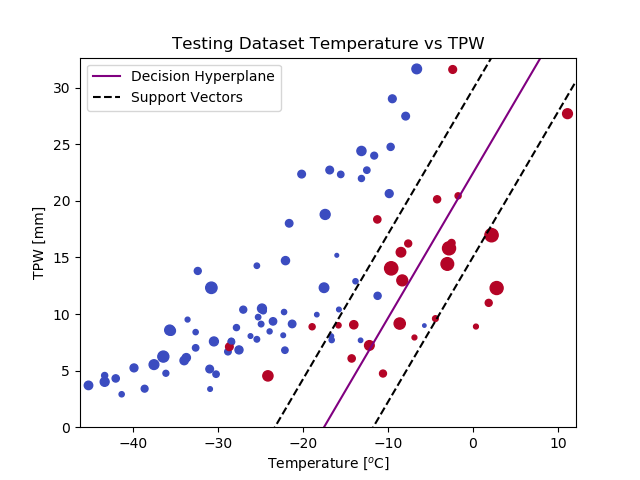 Testing Dataset Temperature vs TPW
Decision Hyperplane
Support Vectors
TPW [mm]
30
25
20
15
10
5
0
−40 −30 −20 −10 0 10
Temperature [°C]